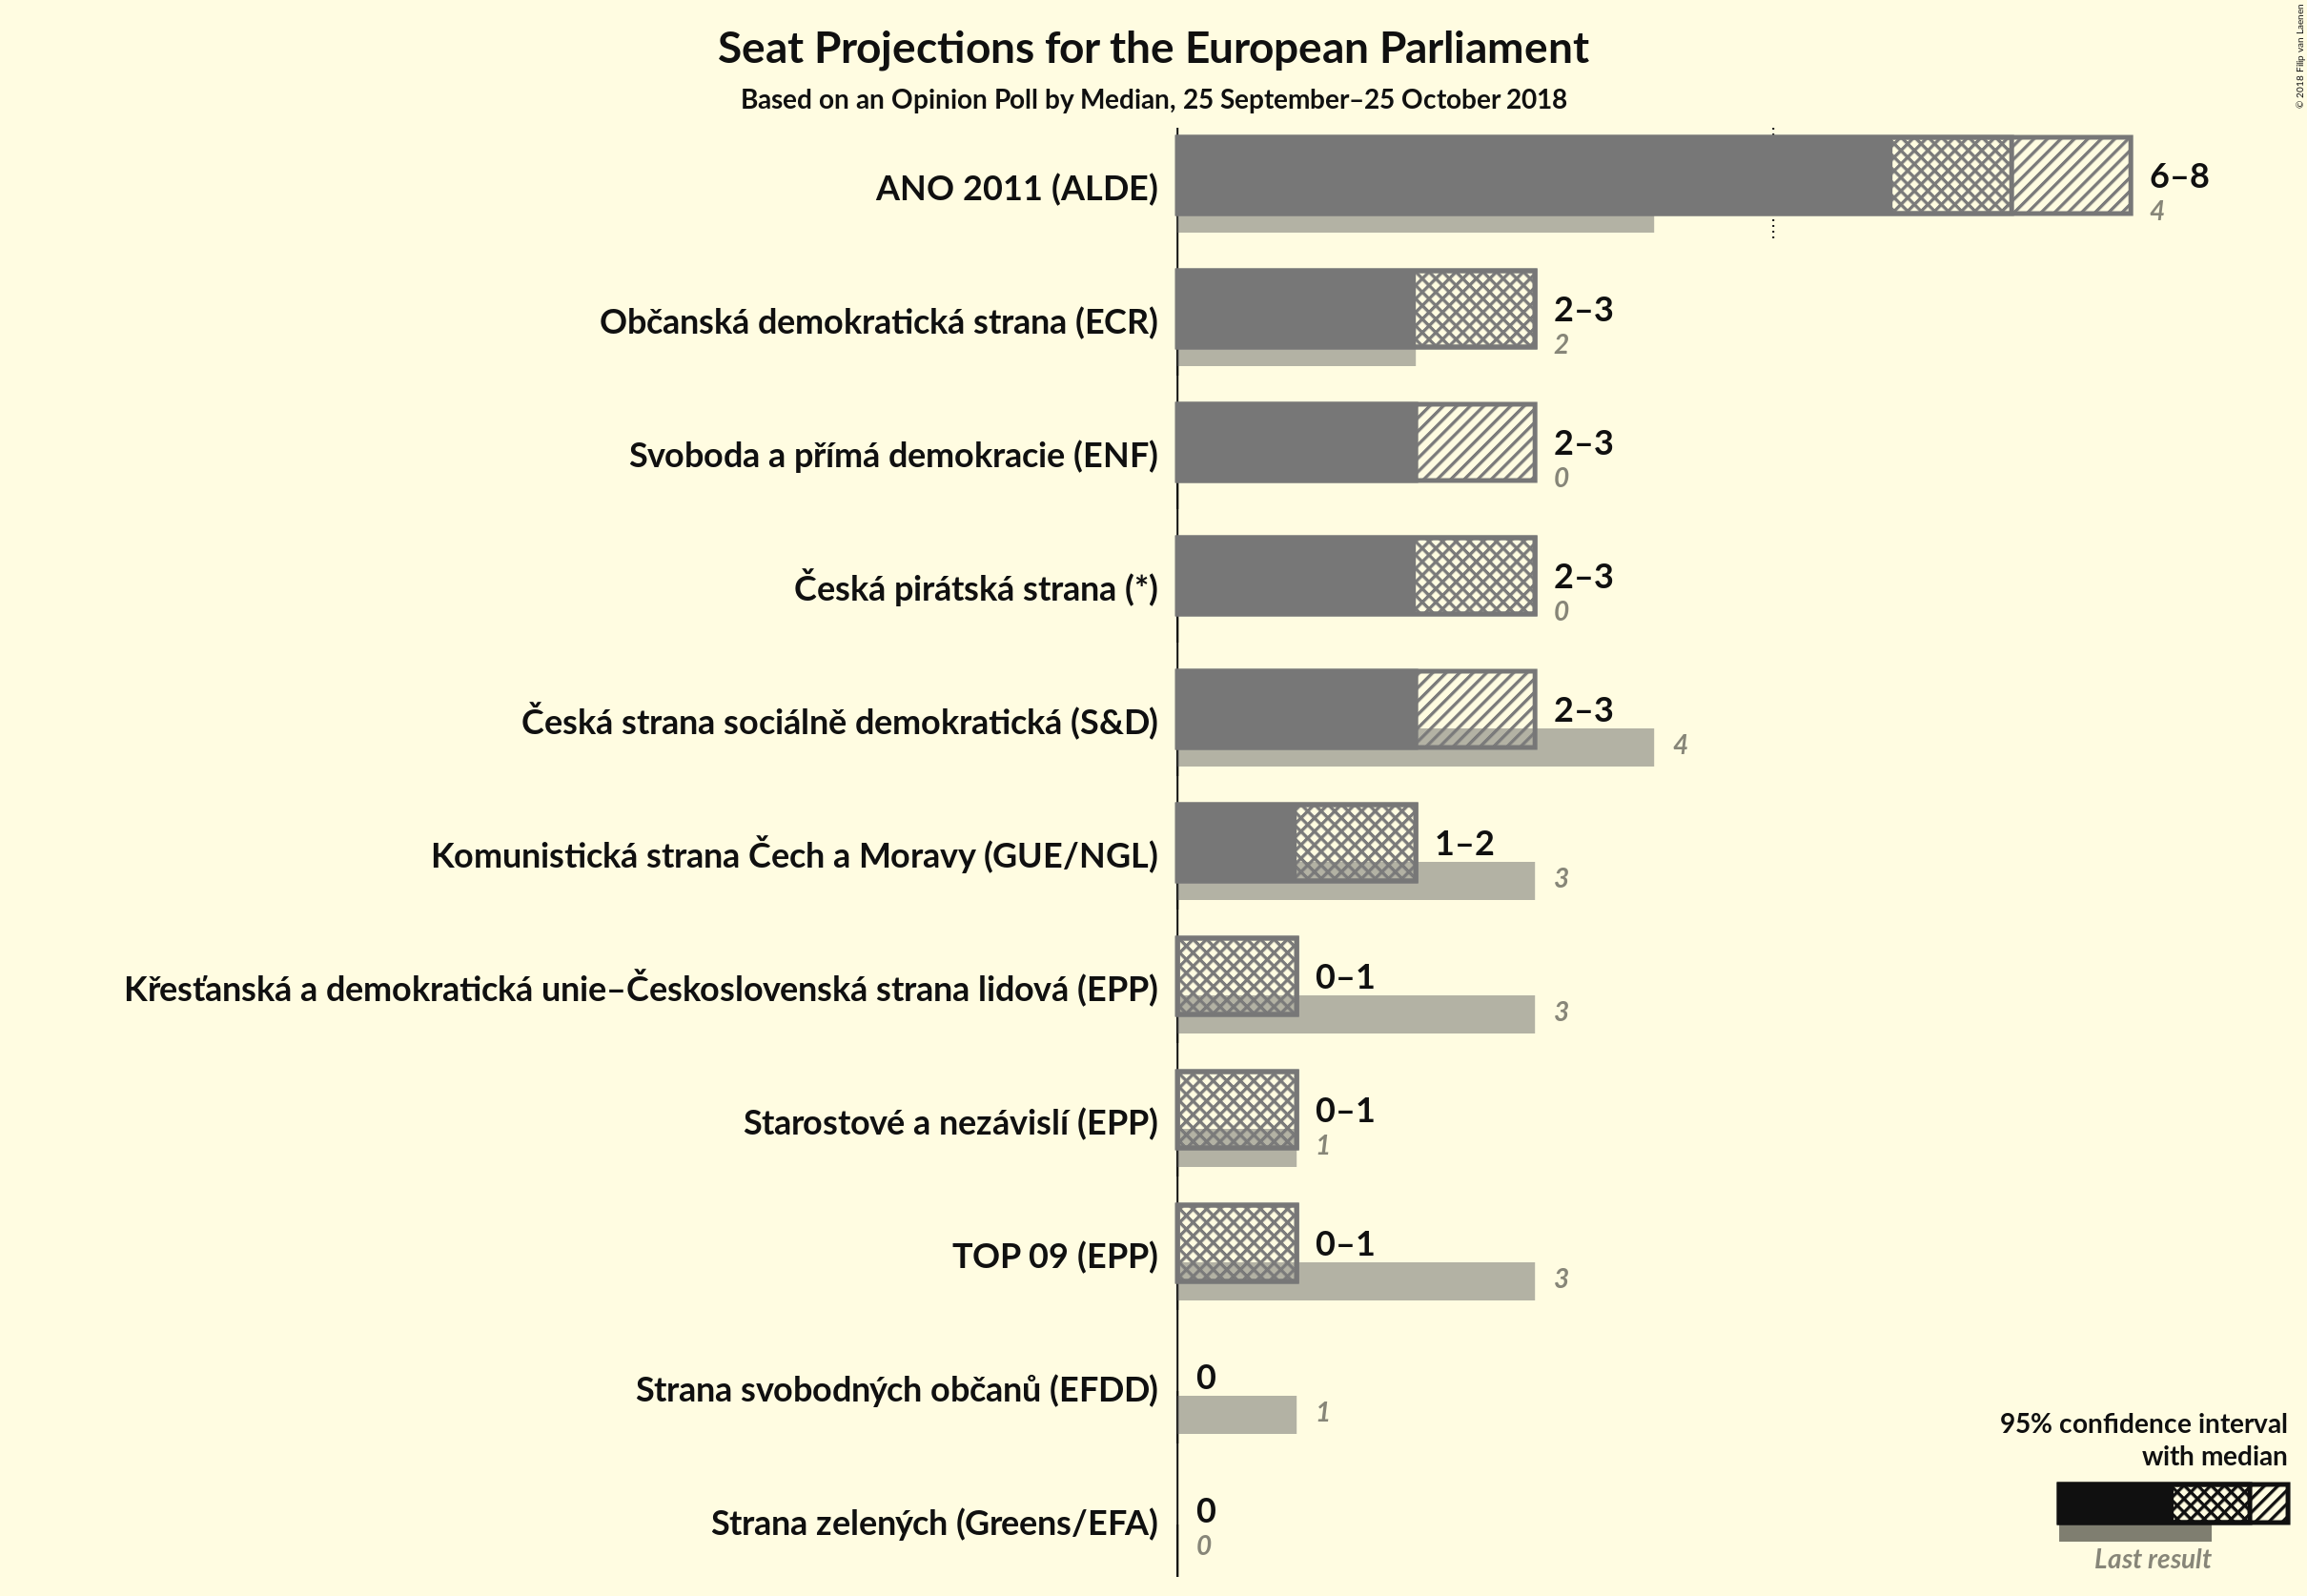 Seat Projections for the European Parliament
Based on an Opinion Poll by Median, 25 September–25 October 2018
© 2018 Filip van Laenen
ANO 2011 (ALDE)
6–8
4
Občanská demokratická strana (ECR)
2–3
2
Svoboda a přímá demokracie (ENF)
2–3
0
Česká pirátská strana (*)
2–3
0
Česká strana sociálně demokratická (S&D)
2–3
4
Komunistická strana Čech a Moravy (GUE/NGL)
1–2
3
Křesťanská a demokratická unie–Československá strana lidová (EPP)
0–1
3
Starostové a nezávislí (EPP)
0–1
1
TOP 09 (EPP)
0–1
3
Strana svobodných občanů (EFDD)
0
1
Strana zelených (Greens/EFA)
0
0
95% confidence interval
with median
Last result